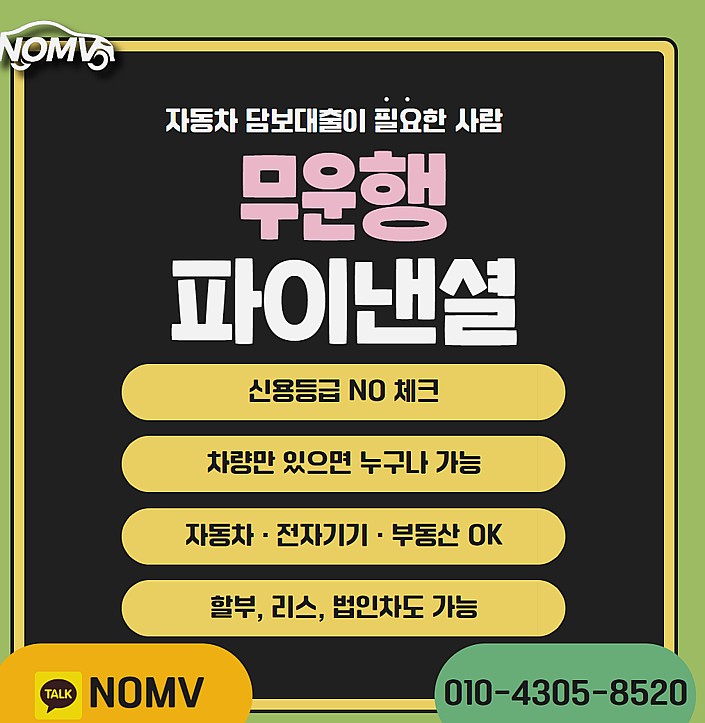 NOMV
자동차 담보대출이 필요한 사람
무운행
파이낸셜
신용등급 NO 체크
차량만 있으면 누구나 가능
자동차 · 전자기기 · 부동산 OK
할부, 리스, 법인차도 가능
TALK NOMV
010-4305-8520